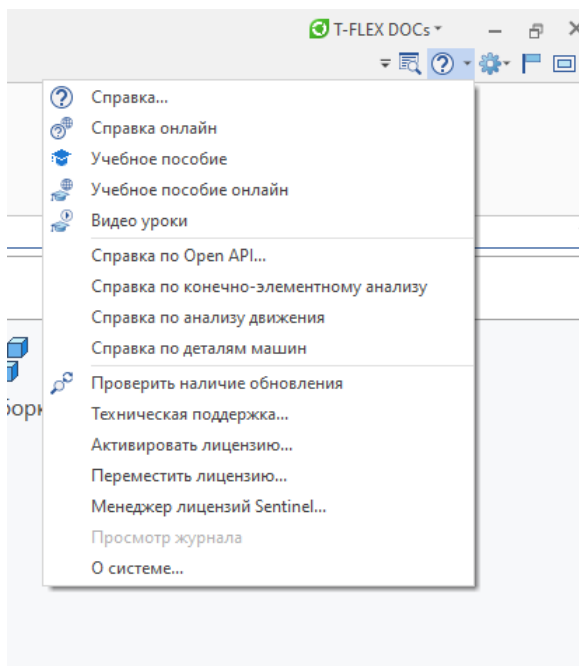 T-FLEX DOCs
Справка...
Справка онлайн
Учебное пособие
Учебное пособие онлайн
Видео уроки
Справка по Open API...
Справка по конечно-элементному анализу
Справка по анализу движения
Справка по деталям машин
Проверить наличие обновления
борк
Техническая поддержка...
Активировать лицензию...
Переместить лицензию...
Менеджер лицензий Sentinel...
Просмотр журнала
О системе...